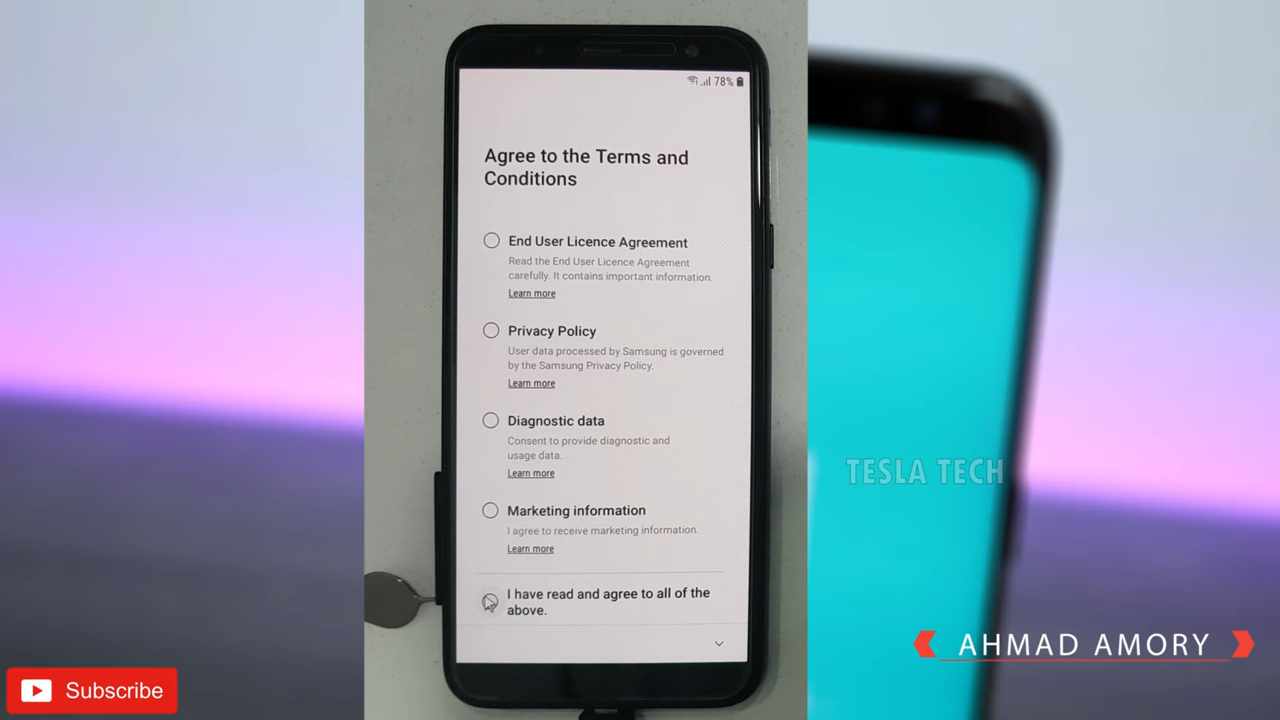 78%
Agree to the Terms and
Conditions
End User Licence Agreement
Read the End User Licence Agreement
carefully. It contains important information.
Learn more
Privacy Policy
User data processed by Samsung is governed
by the Samsung Privacy Policy.
Learn more
Diagnostic data
Consent to provide diagnostic and
usage data.
Learn more
Marketing information
I agree to receive marketing information.
Learn more
I have read and agree to all of the
above.
TESLA TECH
AHMAD AMORY
Subscribe